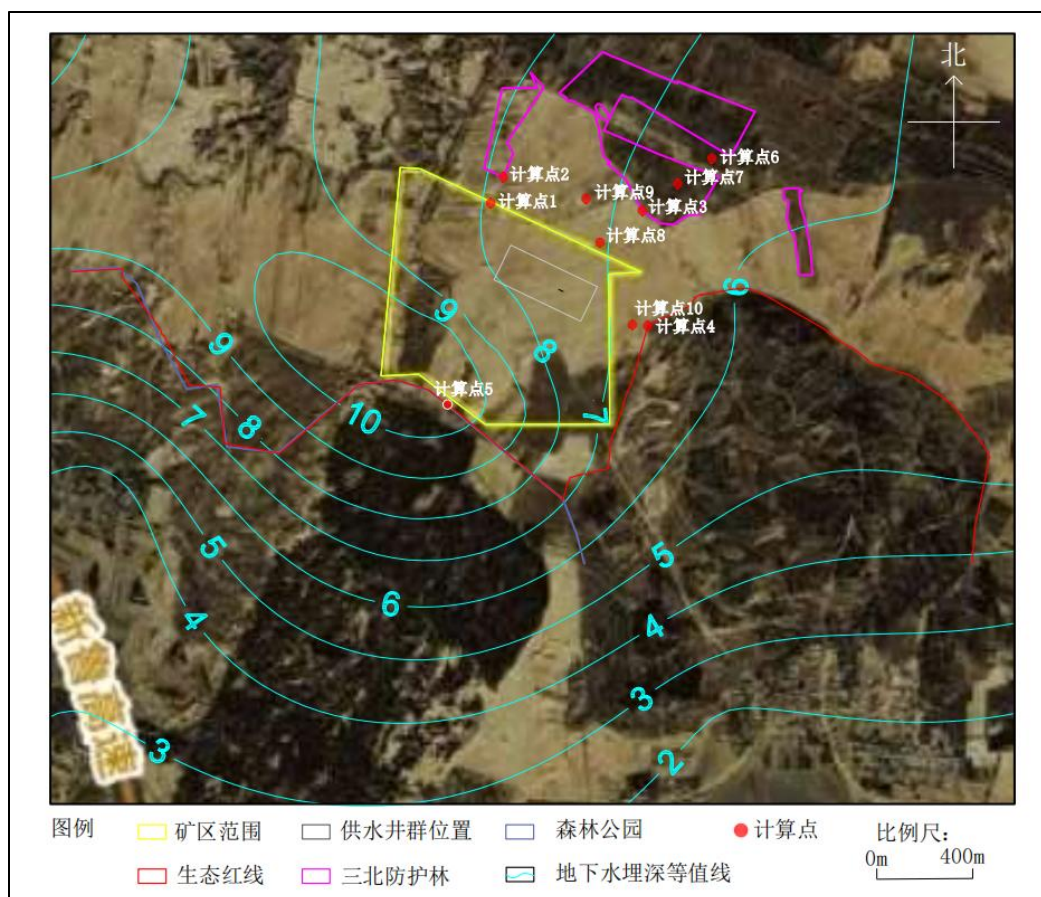 北
计算点6
计算点7
计算点2
计算点9
计算点1
计算点3
计算点8
6
9
计算点10
计算点4
9
8
7
计算点5
10
7
8
5
5
6
4
4
3
3
2
图例
矿区范围
供水井群位置
森林公园
计算点
比例尺：
0m 400m
生态红线
三北防护林
地下水埋深等值线